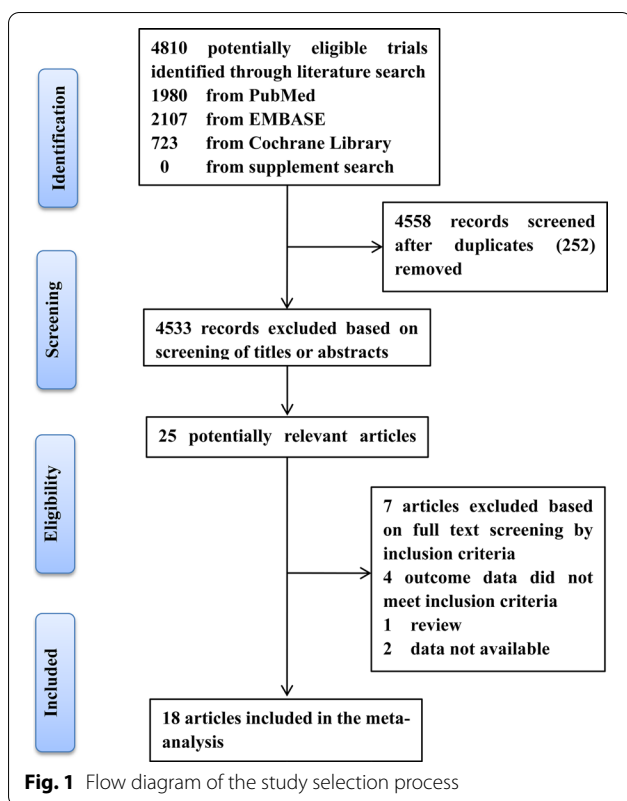 4810 potentially eligible trials
identified through literature search
1980 from PubMed
2107 from EMBASE
723 from Cochrane Library
0 from supplement search
Identification
4558 records screened
after duplicates (252)
removed
Screening
4533 records excluded based on
screening of titles or abstracts
25 potentially relevant articles
Eligibility
7 articles excluded based
on full text screening by
inclusion criteria
4 outcome data did not
meet inclusion criteria
1 review
2 data not available
Included
18 articles included in the meta-
analysis
Fig. 1 Flow diagram of the study selection process